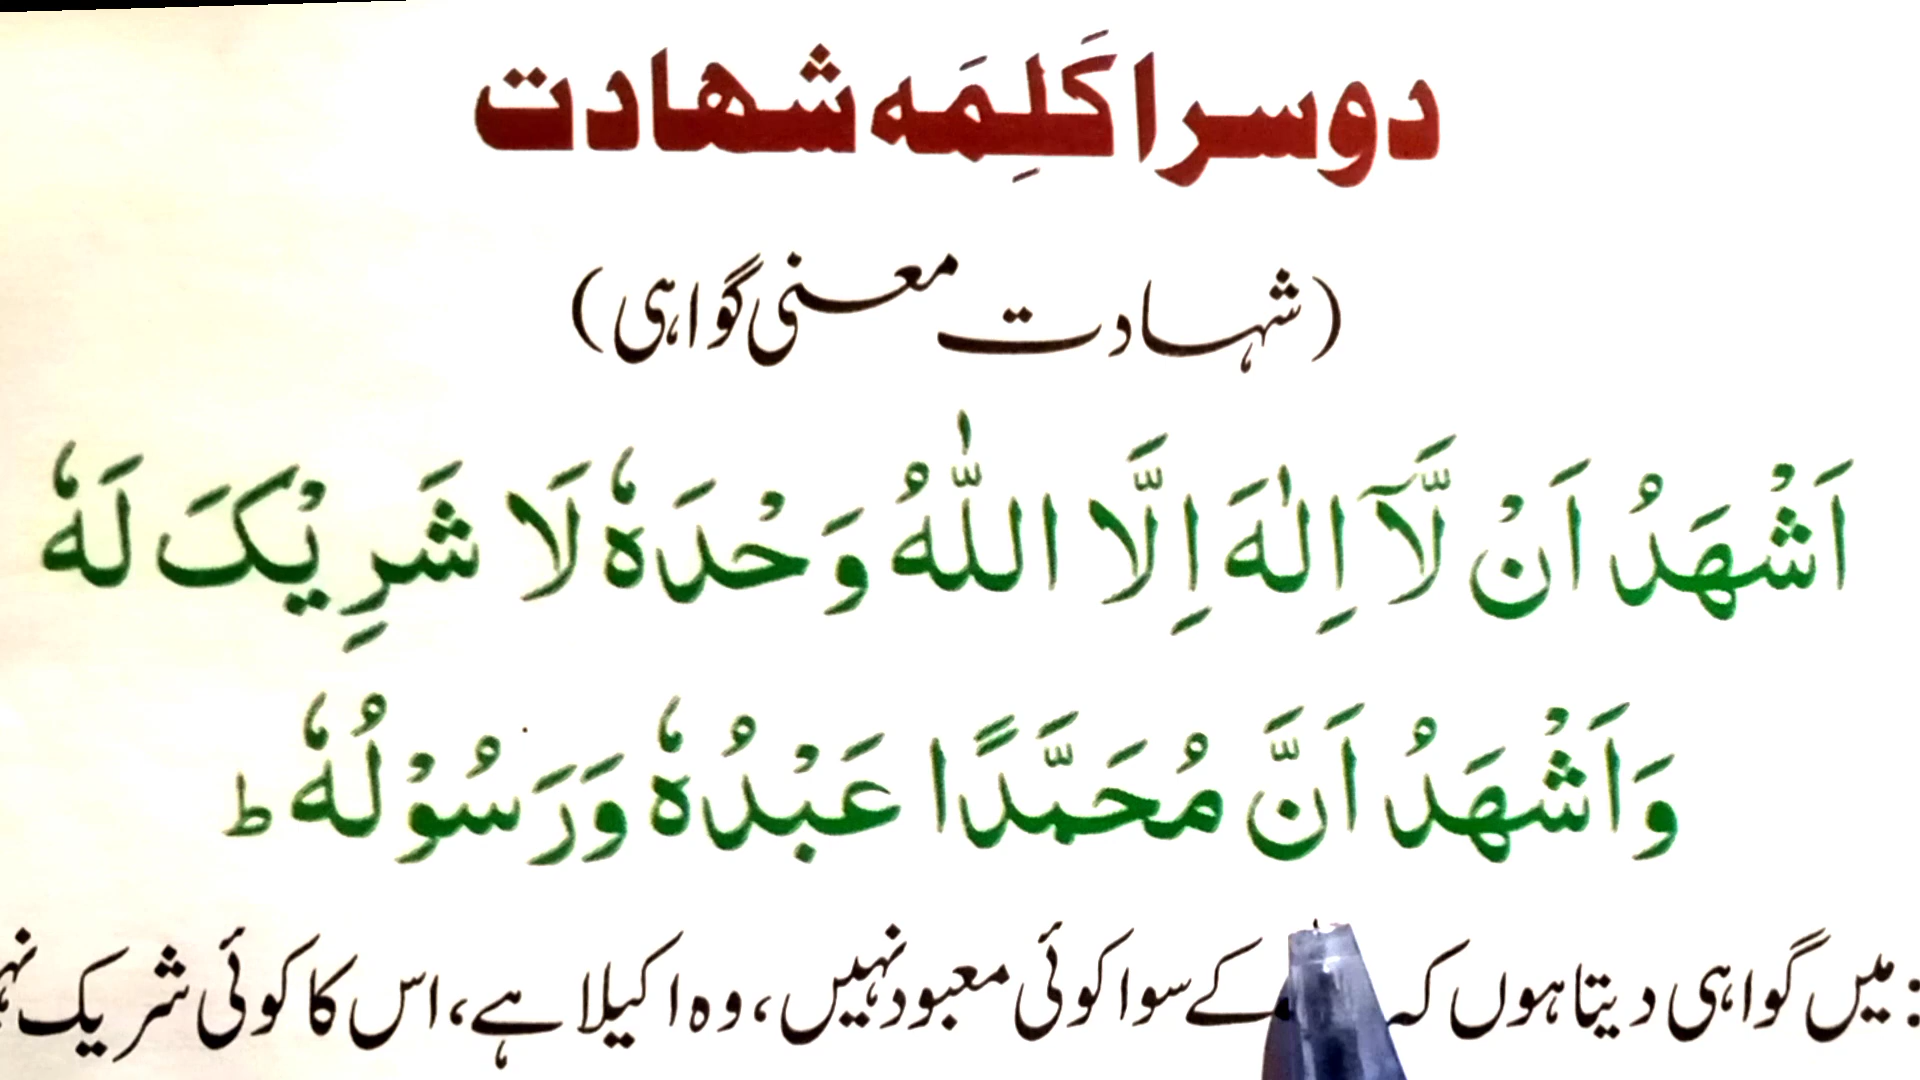 دوسرا کَلِمَہ شھادت
(شہادت معنی گواہی)
اَشْهَدُ اَنْ لَّآ اِلٰهَ اِلَّا اللّٰهُ وَحْدَهٗ لَا شَرِيْكَ لَهٗ
وَاَشْهَدُ اَنَّ مُحَمَّدًا عَبْدُهٗ وَرَسُوْلُهٗ ؕ
: میں گواہی دیتا ہوں کہ کے سوا کوئی معبود نہیں، وہ اکیلا ہے، اس کا کوئی شریک